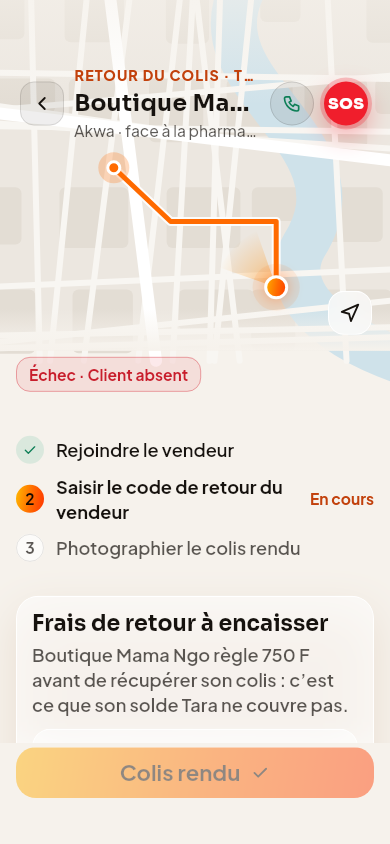 RETOUR DU COLIS · T…
Boutique Ma…
SOS
Akwa · face à la pharma…
Échec · Client absent
Rejoindre le vendeur
2
Saisir le code de retour du
vendeur
En cours
3
Photographier le colis rendu
Frais de retour à encaisser
Boutique Mama Ngo règle 750 F
avant de récupérer son colis : c’est
ce que son solde Tara ne couvre pas.
Colis rendu